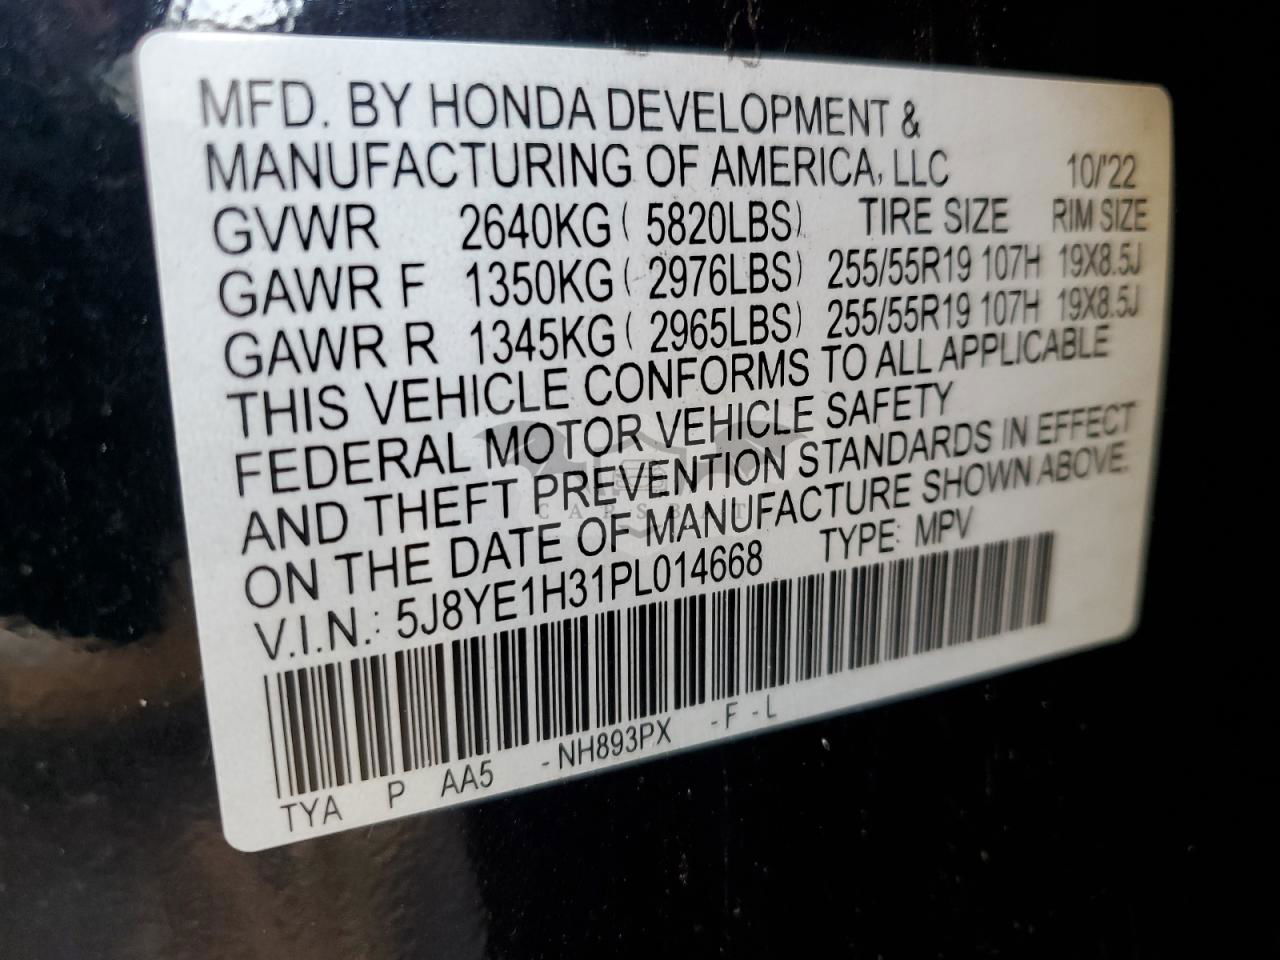 MFD. BY HONDA DEVELOPMENT &
MANUFACTURING OF AMERICA, LLC 10/'22
GVWR 2640KG ( 5820LBS) TIRE SIZE RIM SIZE
GAWR F 1350KG ( 2976LBS) 255/55R19 107H 19X8.5J
GAWR R 1345KG ( 2965LBS) 255/55R19 107H 19X8.5J
THIS VEHICLE CONFORMS TO ALL APPLICABLE
FEDERAL MOTOR VEHICLE SAFETY
AND THEFT PREVENTION STANDARDS IN EFFECT
ON THE DATE OF MANUFACTURE SHOWN ABOVE.
V.I.N.: 5J8YE1H31PL014668 TYPE: MPV
TYA P AA5 -NH893PX -F -L